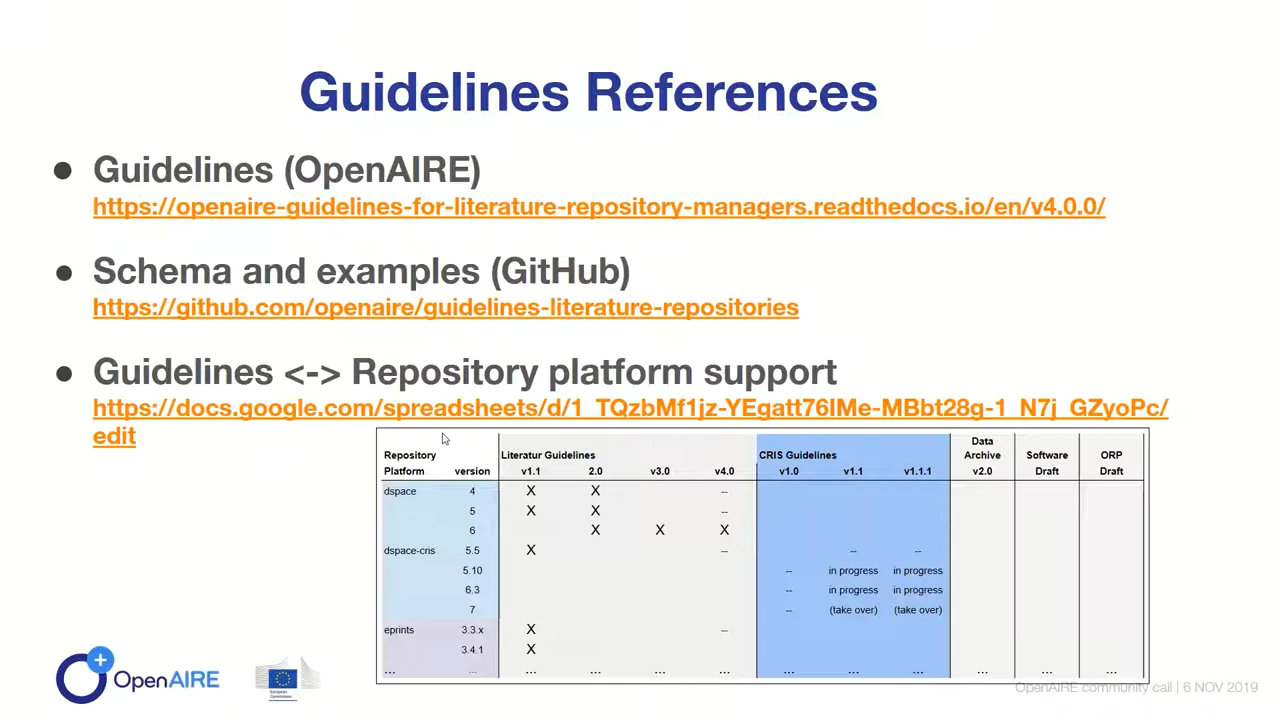 Guidelines References
● Guidelines (OpenAIRE)
https://openaire-guidelines-for-literature-repository-managers.readthedocs.io/en/v4.0.0/
● Schema and examples (GitHub)
https://github.com/openaire/guidelines-literature-repositories
● Guidelines <-> Repository platform support
https://docs.google.com/spreadsheets/d/1_TQzbMf1jz-YEgatt76IMe-MBbt28g-1_N7j_GZyoPc/
edit
Data
Repository Literatur Guidelines CRIS Guidelines Archive Software ORP
Platform version v1.1 2.0 v3.0 v4.0 v1.0 v1.1 v1.1.1 v2.0 Draft Draft
dspace 4 X X --
5 X X --
6 X X X
dspace-cris 5.5 X -- -- --
5.10 -- in progress in progress
6.3 -- in progress in progress
7 -- (take over) (take over)
eprints 3.3.x X --
3.4.1 X
... ... ... ... ... ... ... ... ... ... ... ...
OpenAIRE
European
Commission
OpenAIRE community call | 6 NOV 2019